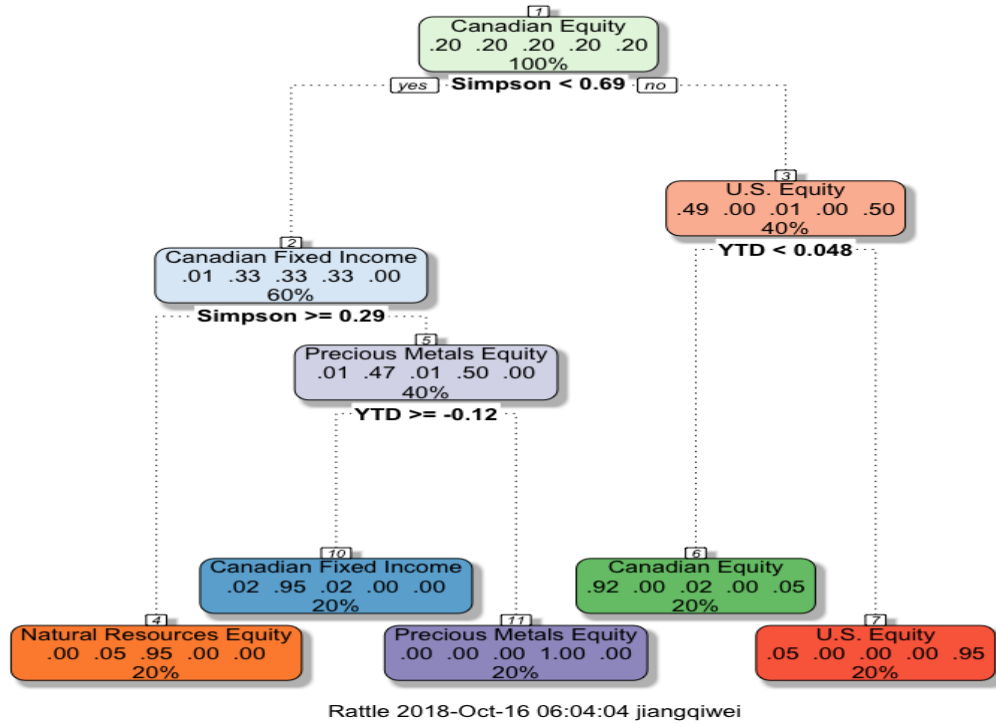 1
Canadian Equity
.20 .20 .20 .20 .20
100%
yes Simpson < 0.69 no
3
U.S. Equity
.49 .00 .01 .00 .50
40%
YTD < 0.048
2
Canadian Fixed Income
.01 .33 .33 .33 .00
60%
Simpson >= 0.29
5
Precious Metals Equity
.01 .47 .01 .50 .00
40%
YTD >= -0.12
10
Canadian Fixed Income
.02 .95 .02 .00 .00
20%
6
Canadian Equity
.92 .00 .02 .00 .05
20%
4
Natural Resources Equity
.00 .05 .95 .00 .00
20%
11
Precious Metals Equity
.00 .00 .00 1.00 .00
20%
7
U.S. Equity
.05 .00 .00 .00 .95
20%
Rattle 2018-Oct-16 06:04:04 jiangqiwei